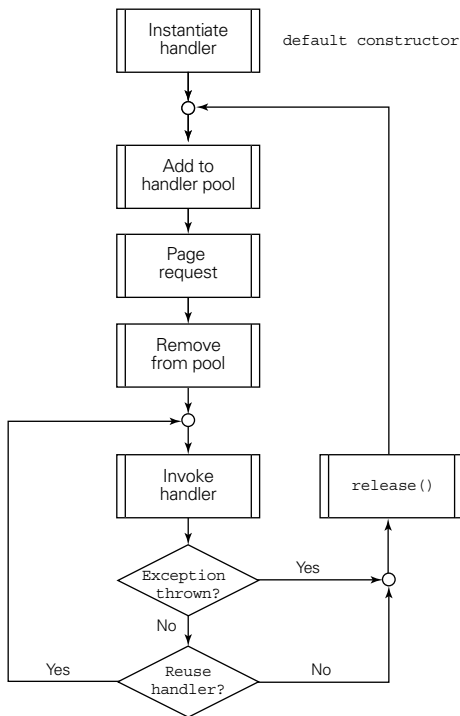 Instantiate
handler
default constructor
Add to
handler pool
Page
request
Remove
from pool
Invoke
handler
release()
Exception
thrown?
Yes
No
Reuse
handler?
Yes
No